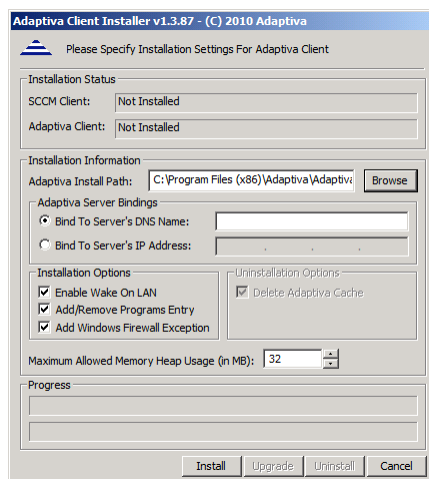 Adaptiva Client Installer v1.3.87 - (C) 2010 Adaptiva
Please Specify Installation Settings For Adaptiva Client
Installation Status
SCCM Client: Not Installed
Adaptiva Client: Not Installed
Installation Information
Adaptiva Install Path: C:\Program Files (x86)\Adaptiva\Adaptiva Browse
Adaptiva Server Bindings
Bind To Server's DNS Name:
Bind To Server's IP Address: . . .
Installation Options Uninstallation Options
Enable Wake On LAN Delete Adaptiva Cache
Add/Remove Programs Entry
Add Windows Firewall Exception
Maximum Allowed Memory Heap Usage (in MB): 32
Progress
Install Upgrade Uninstall Cancel